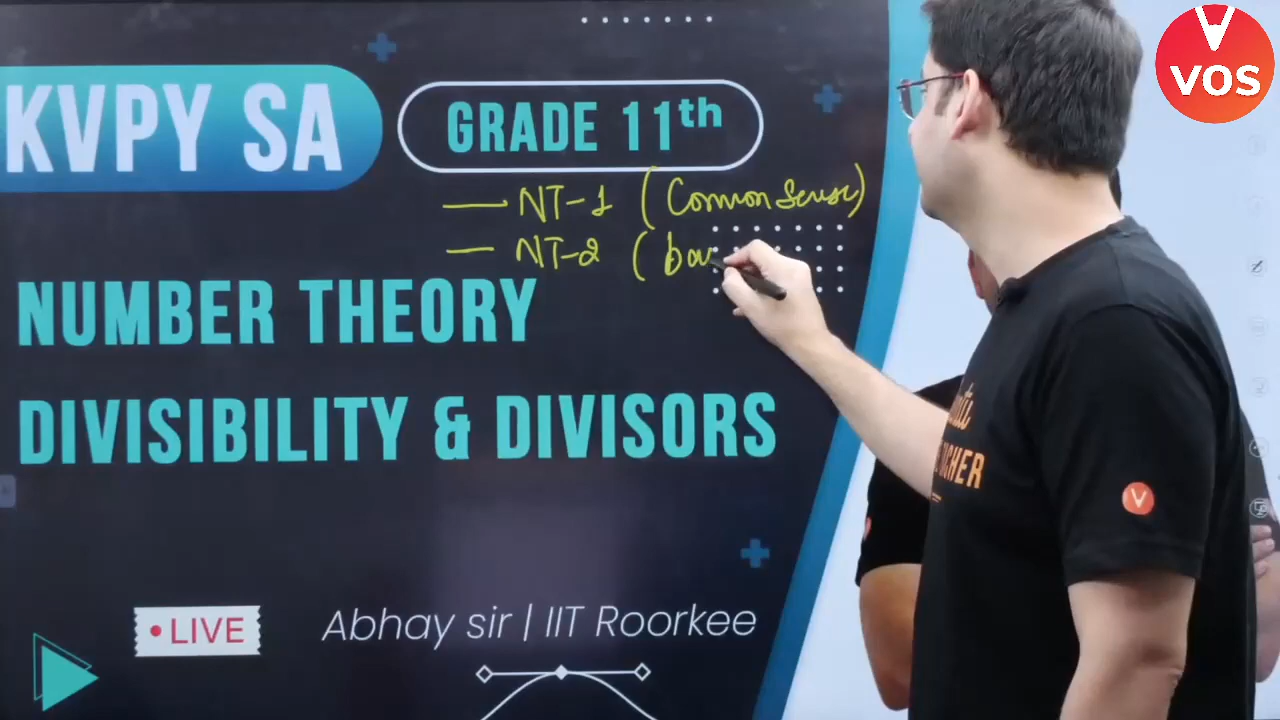 VOS
KVPY SA
GRADE 11th
— NT-1 (Common Sense)
— NT-2 (
NUMBER THEORY
DIVISIBILITY & DIVISORS
• LIVE
Abhay sir | IIT Roorkee